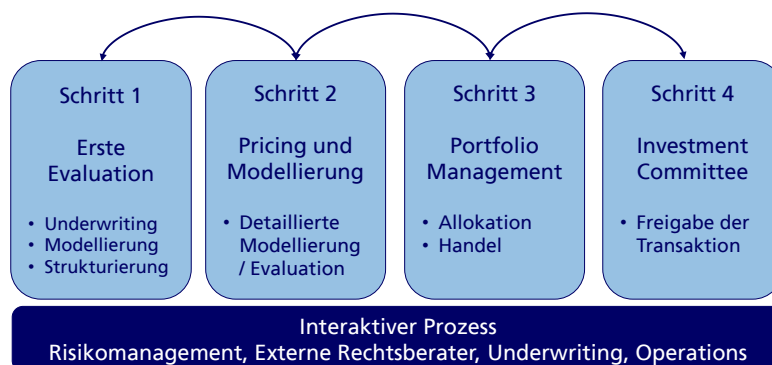 Schritt 1
Erste
Evaluation
• Underwriting
• Modellierung
• Strukturierung
Schritt 2
Pricing und
Modellierung
• Detaillierte
Modellierung
/ Evaluation
Schritt 3
Portfolio
Management
• Allokation
• Handel
Schritt 4
Investment
Committee
• Freigabe der
Transaktion
Interaktiver Prozess
Risikomanagement, Externe Rechtsberater, Underwriting, Operations